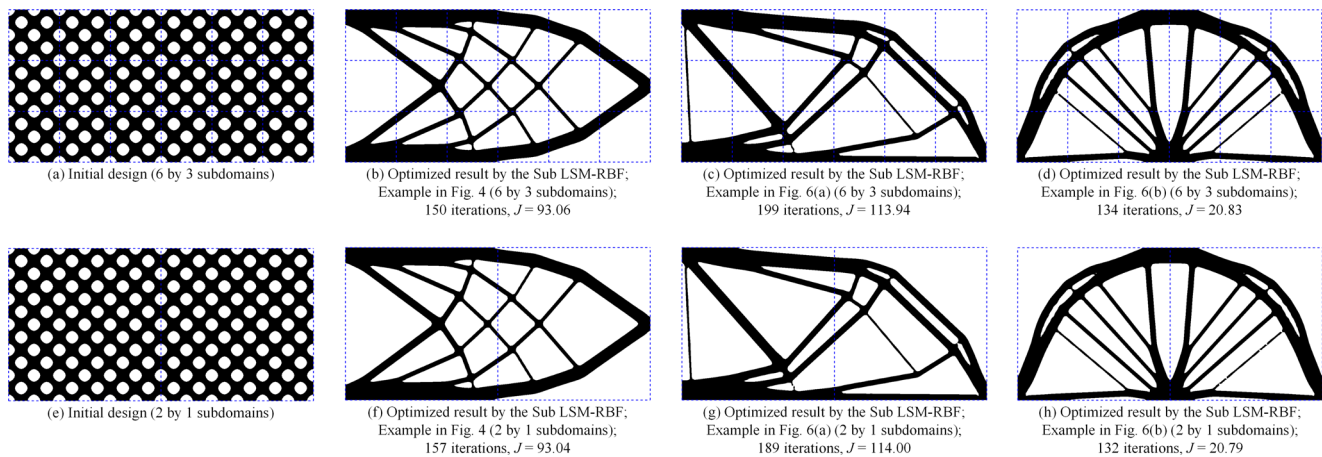 (a) Initial design (6 by 3 subdomains)
(b) Optimized result by the Sub LSM-RBF;
Example in Fig. 4 (6 by 3 subdomains);
150 iterations, J = 93.06
(c) Optimized result by the Sub LSM-RBF;
Example in Fig. 6(a) (6 by 3 subdomains);
199 iterations, J = 113.94
(d) Optimized result by the Sub LSM-RBF;
Example in Fig. 6(b) (6 by 3 subdomains);
134 iterations, J = 20.83
(e) Initial design (2 by 1 subdomains)
(f) Optimized result by the Sub LSM-RBF;
Example in Fig. 4 (2 by 1 subdomains);
157 iterations, J = 93.04
(g) Optimized result by the Sub LSM-RBF;
Example in Fig. 6(a) (2 by 1 subdomains);
189 iterations, J = 114.00
(h) Optimized result by the Sub LSM-RBF;
Example in Fig. 6(b) (2 by 1 subdomains);
132 iterations, J = 20.79